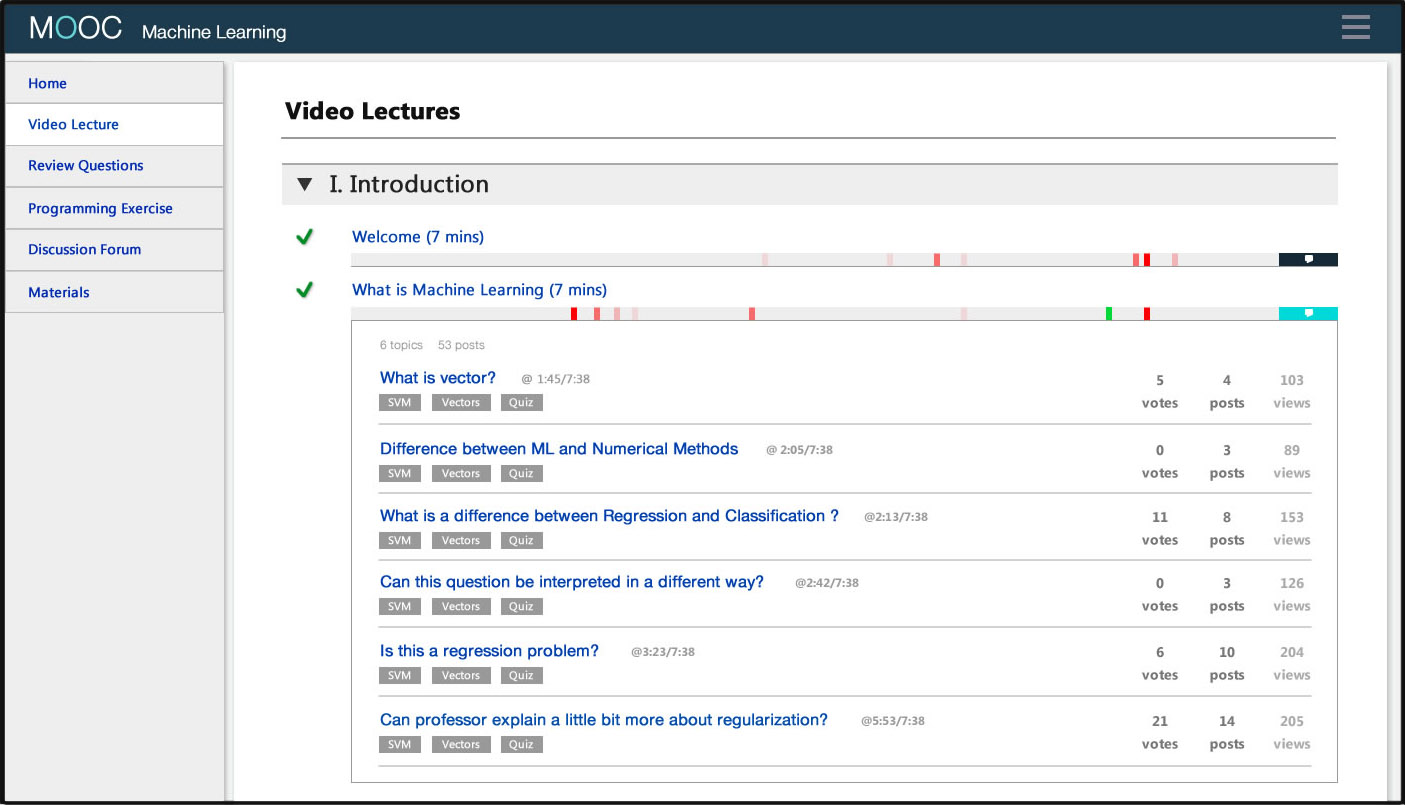 MOOC Machine Learning
Home
Video Lecture
Review Questions
Programming Exercise
Discussion Forum
Materials
Video Lectures
I. Introduction
Welcome (7 mins)
What is Machine Learning (7 mins)
6 topics 53 posts
What is vector? @ 1:45/7:38 5 4 103
SVM Vectors Quiz votes posts views
Difference between ML and Numerical Methods @ 2:05/7:38 0 3 89
SVM Vectors Quiz votes posts views
What is a difference between Regression and Classification ? @2:13/7:38 11 8 153
SVM Vectors Quiz votes posts views
Can this question be interpreted in a different way? @2:42/7:38 0 3 126
SVM Vectors Quiz votes posts views
Is this a regression problem? @3:23/7:38 6 10 204
SVM Vectors Quiz votes posts views
Can professor explain a little bit more about regularization? @5:53/7:38 21 14 205
SVM Vectors Quiz votes posts views